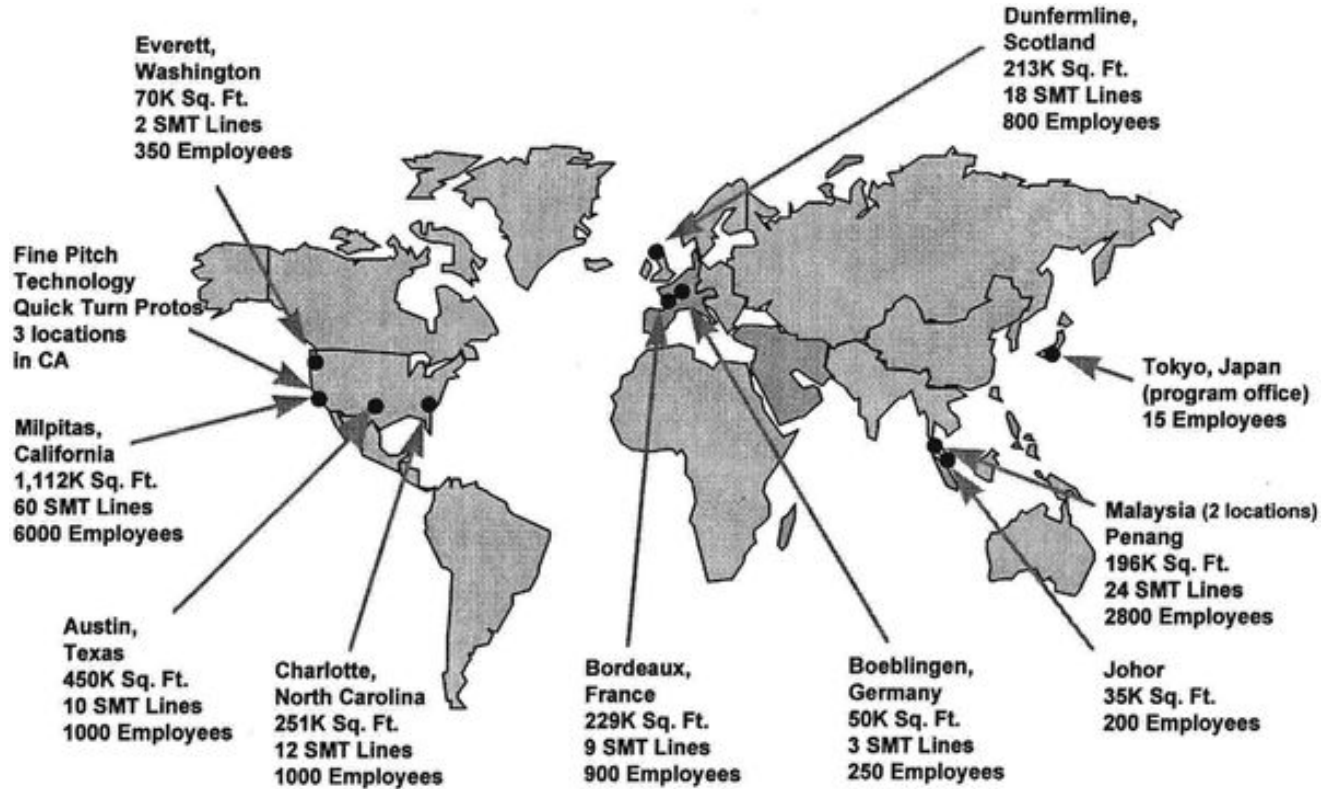 Dunfermline,
Scotland
213K Sq. Ft.
18 SMT Lines
800 Employees
Everett,
Washington
70K Sq. Ft.
2 SMT Lines
350 Employees
Fine Pitch
Technology
Quick Turn Protos
3 locations
in CA
Milpitas,
California
1,112K Sq. Ft.
60 SMT Lines
6000 Employees
Tokyo, Japan
(program office)
15 Employees
Malaysia (2 locations)
Penang
196K Sq. Ft.
24 SMT Lines
2800 Employees
Austin,
Texas
450K Sq. Ft.
10 SMT Lines
1000 Employees
Charlotte,
North Carolina
251K Sq. Ft.
12 SMT Lines
1000 Employees
Bordeaux,
France
229K Sq. Ft.
9 SMT Lines
900 Employees
Boeblingen,
Germany
50K Sq. Ft.
3 SMT Lines
250 Employees
Johor
35K Sq. Ft.
200 Employees